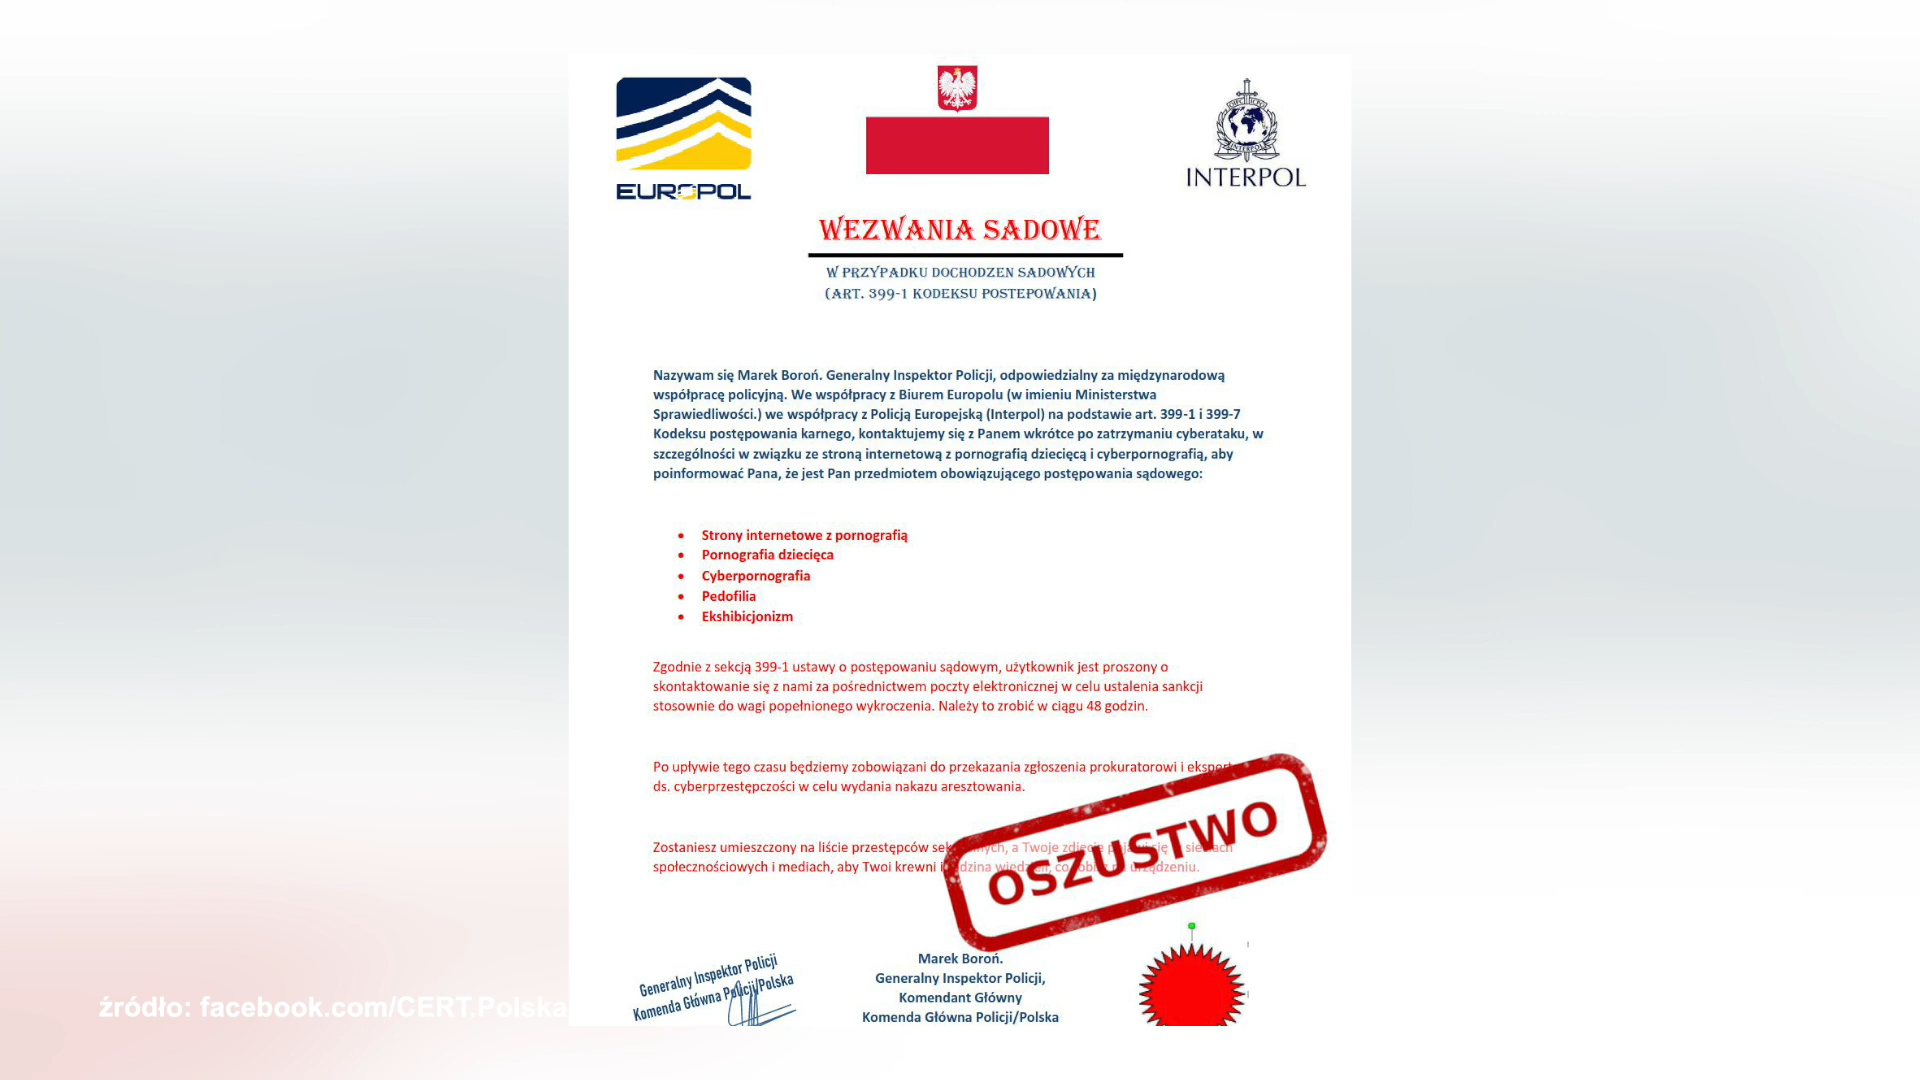 EUROPOL
INTERPOL
WEZWANIA SADOWE
W PRZYPADKU DOCHODZEN SADOWYCH
(ART. 399-1 KODEKSU POSTEPOWANIA)
Nazywam się Marek Boroń. Generalny Inspektor Policji, odpowiedzialny za międzynarodową
współpracę policyjną. We współpracy z Biurem Europolu (w imieniu Ministerstwa
Sprawiedliwości.) we współpracy z Policją Europejską (Interpol) na podstawie art. 399-1 i 399-7
Kodeksu postępowania karnego, kontaktujemy się z Panem wkrótce po zatrzymaniu cyberataku, w
szczególności w związku ze stroną internetową z pornografią dziecięcą i cyberpornografią, aby
poinformować Pana, że jest Pan przedmiotem obowiązującego postępowania sądowego:
• Strony internetowe z pornografią
• Pornografia dziecięca
• Cyberpornografia
• Pedofilia
• Ekshibicjonizm
Zgodnie z sekcją 399-1 ustawy o postępowaniu sądowym, użytkownik jest proszony o
skontaktowanie się z nami za pośrednictwem poczty elektronicznej w celu ustalenia sankcji
stosownie do wagi popełnionego wykroczenia. Należy to zrobić w ciągu 48 godzin.
Po upływie tego czasu będziemy zobowiązani do przekazania zgłoszenia prokuratorowi i
ds. cyberprzestępczości w celu wydania nakazu aresztowania.
Zostaniesz umieszczony na liście przestępców a Twoje zdjęcie się
społecznościowych i mediach, aby Twoi krewni i co urządzeniu.
OSZUSTWO
Generalny Inspektor Policji
Komenda Główna Policji/Polska
Marek Boroń.
Generalny Inspektor Policji,
Komendant Główny
Komenda Główna Policji/Polska
źródło: facebook.com/CERT.Polska